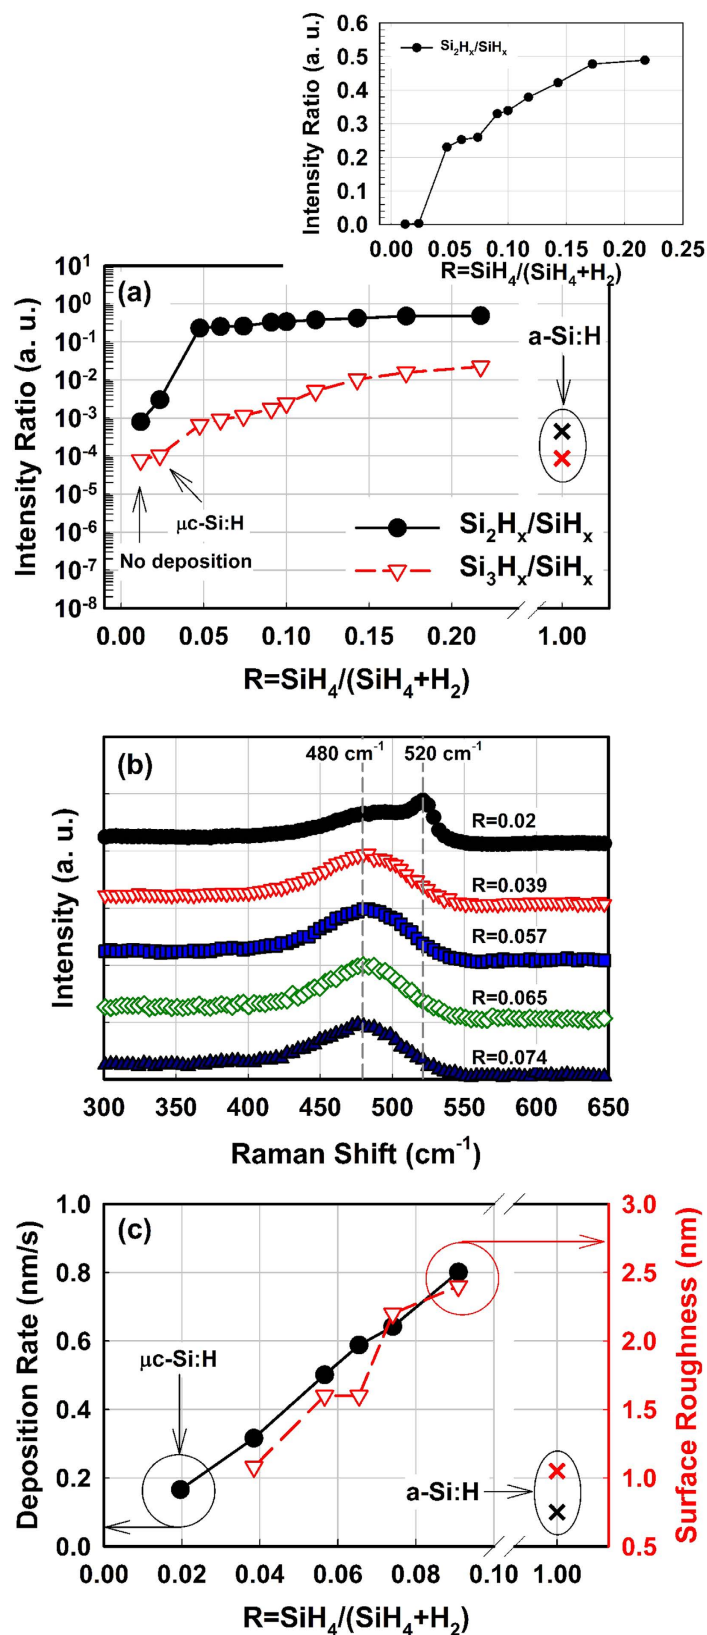 0.6
0.5
0.4
0.3
0.2
0.1
0.0
Intensity Ratio (a. u.)
Si₂Hₓ/SiHₓ
0.00 0.05 0.10 0.15 0.20 0.25
R=SiH₄/(SiH₄+H₂)
(a)
10¹
10⁰
10⁻¹
10⁻²
10⁻³
10⁻⁴
10⁻⁵
10⁻⁶
10⁻⁷
10⁻⁸
Intensity Ratio (a. u.)
a-Si:H
μc-Si:H
No deposition
Si₂Hₓ/SiHₓ
Si₃Hₓ/SiHₓ
0.00 0.05 0.10 0.15 0.20 1.00
R=SiH₄/(SiH₄+H₂)
(b)
480 cm⁻¹ 520 cm⁻¹
Intensity (a. u.)
R=0.02
R=0.039
R=0.057
R=0.065
R=0.074
300 350 400 450 500 550 600 650
Raman Shift (cm⁻¹)
(c)
1.0
0.8
0.6
0.4
0.2
0.0
Deposition Rate (nm/s)
μc-Si:H
a-Si:H
3.0
2.5
2.0
1.5
1.0
0.5
Surface Roughness (nm)
0.00 0.02 0.04 0.06 0.08 0.10 1.00
R=SiH₄/(SiH₄+H₂)